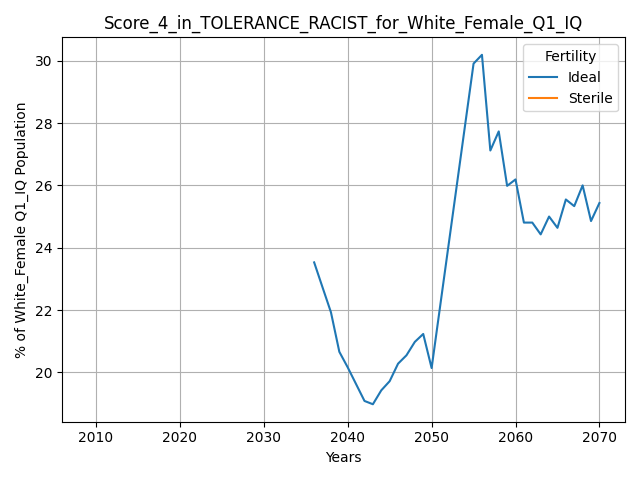 Score_4_in_TOLERANCE_RACIST_for_White_Female_Q1_IQ
% of White_Female Q1_IQ Population
30
28
26
24
22
20
Fertility
Ideal
Sterile
2010 2020 2030 2040 2050 2060 2070
Years